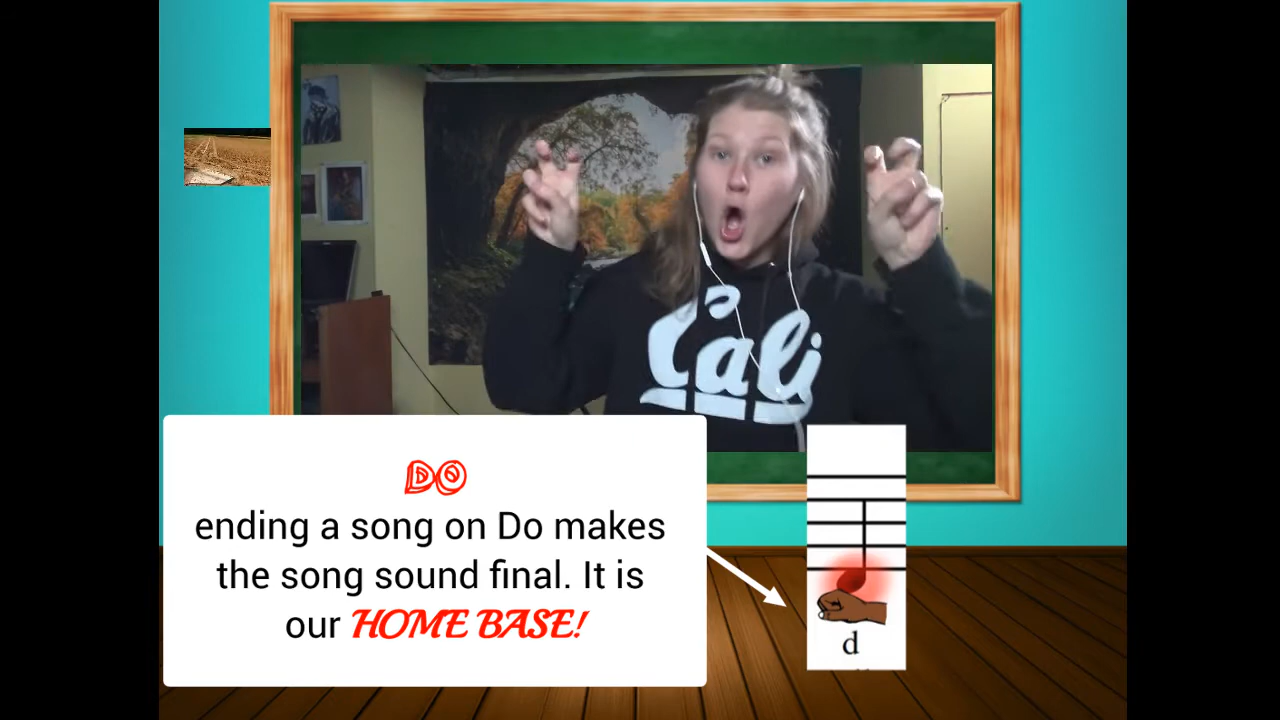 Cali
DO
ending a song on Do makes
the song sound final. It is
our HOME BASE!
d